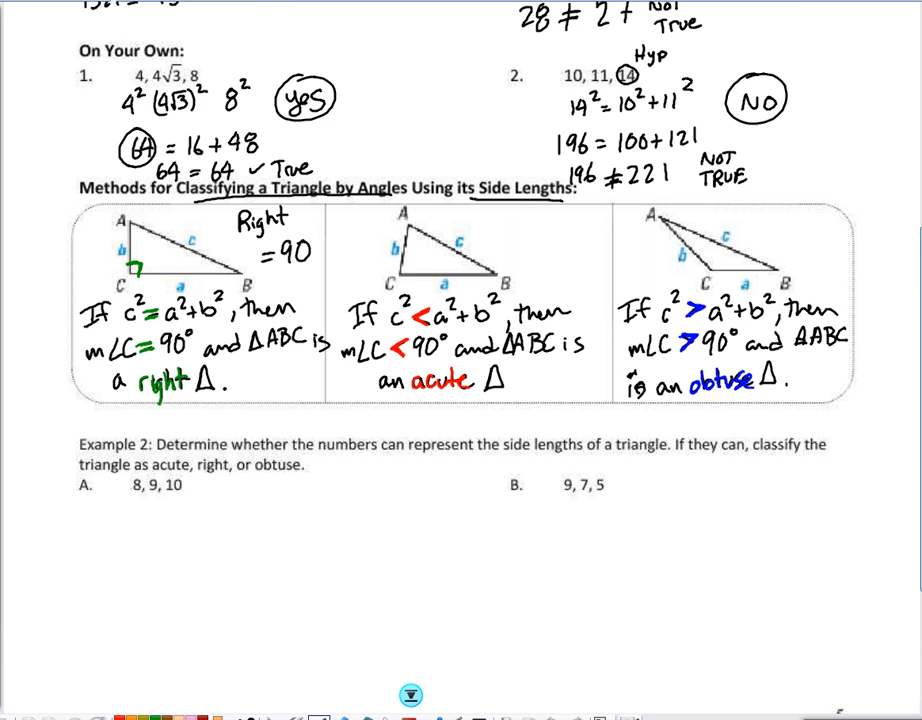 28 ≠ 27 Not True
On Your Own:
1. 4, 4√3, 8
4² (4√3)² 8² yes
64 = 16 + 48
64 = 64 ✓ True
2. 10, 11, 14 Hyp
14² = 10² + 11² NO
196 = 100 + 121
196 ≠ 221 NOT TRUE
Methods for Classifying a Triangle by Angles Using its Side Lengths:
A b c C a B Right = 90
If c² = a² + b², then
m∠C = 90° and △ABC is
a right △.
A b c C a B
If c² < a² + b², then
m∠C < 90° and △ABC is
an acute △
A c b C a B
If c² > a² + b², then
m∠C > 90° and △ABC
is an obtuse △.
Example 2: Determine whether the numbers can represent the side lengths of a triangle. If they can, classify the
triangle as acute, right, or obtuse.
A. 8, 9, 10
B. 9, 7, 5